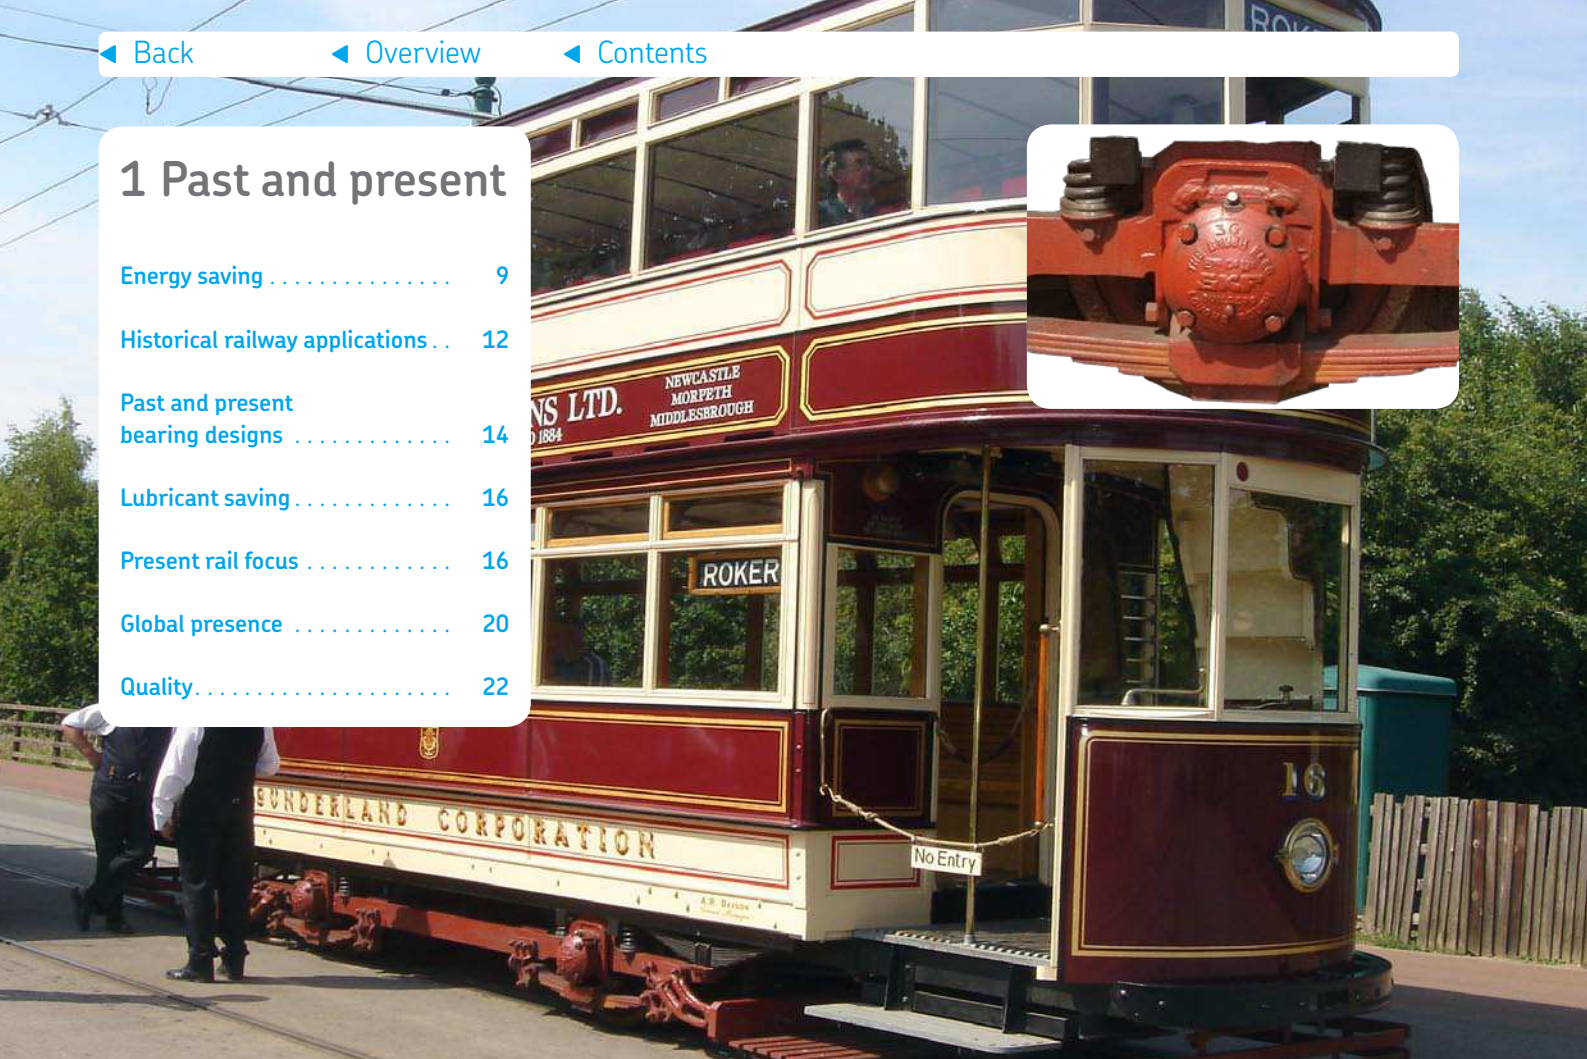 Back
Overview
Contents
1 Past and present
Energy saving . . . . . . . . . . . . . . . 9
Historical railway applications . . 12
Past and present
bearing designs . . . . . . . . . . . . . 14
Lubricant saving . . . . . . . . . . . . . 16
Present rail focus . . . . . . . . . . . . 16
Global presence . . . . . . . . . . . . . 20
Quality . . . . . . . . . . . . . . . . . . . . . 22
NS LTD.
1884
NEWCASTLE
MORPETH
MIDDLESBROUGH
ROKER
16
SUNDERLAND CORPORATION
No Entry